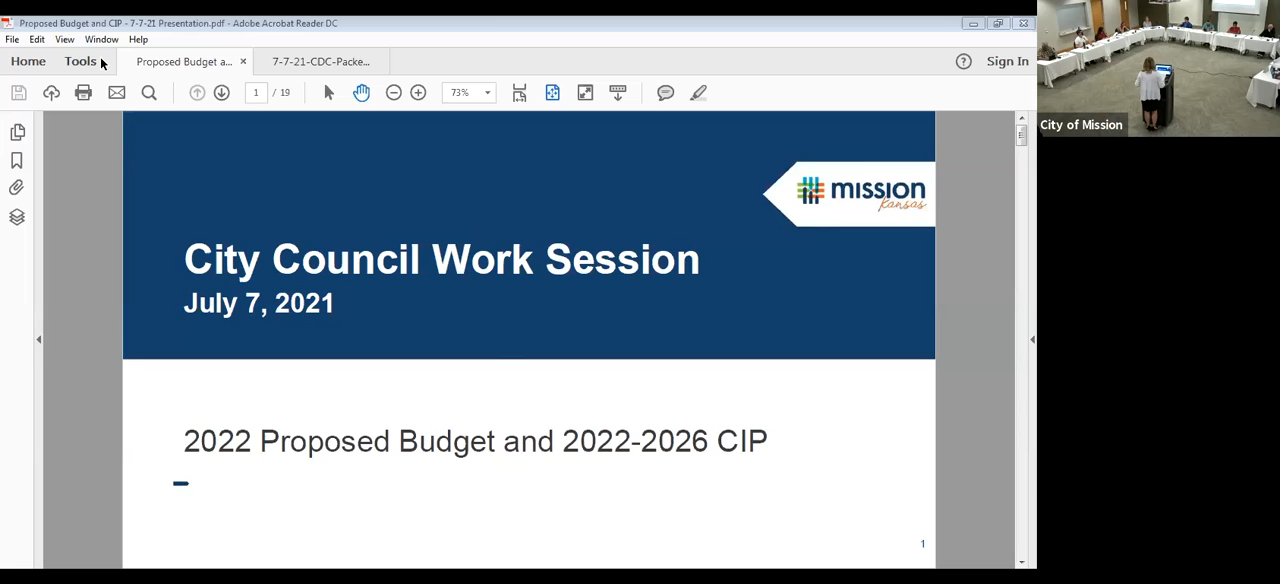 Proposed Budget and CIP - 7-7-21 Presentation.pdf - Adobe Acrobat Reader DC
File Edit View Window Help
Home Tools Proposed Budget a... × 7-7-21-CDC-Packe... ? Sign In
1 / 19 73%
mission
kansas
City Council Work Session
July 7, 2021
2022 Proposed Budget and 2022-2026 CIP
1
City of Mission